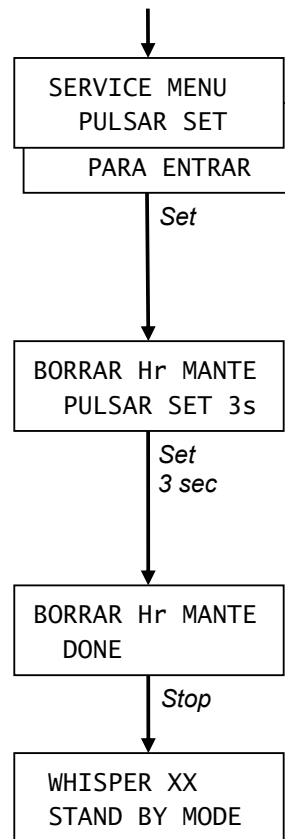 SERVICE MENU
PULSAR SET
PARA ENTRAR
Set
BORRAR Hr MANTE
PULSAR SET 3s
Set
3 sec
BORRAR Hr MANTE
DONE
Stop
WHISPER XX
STAND BY MODE